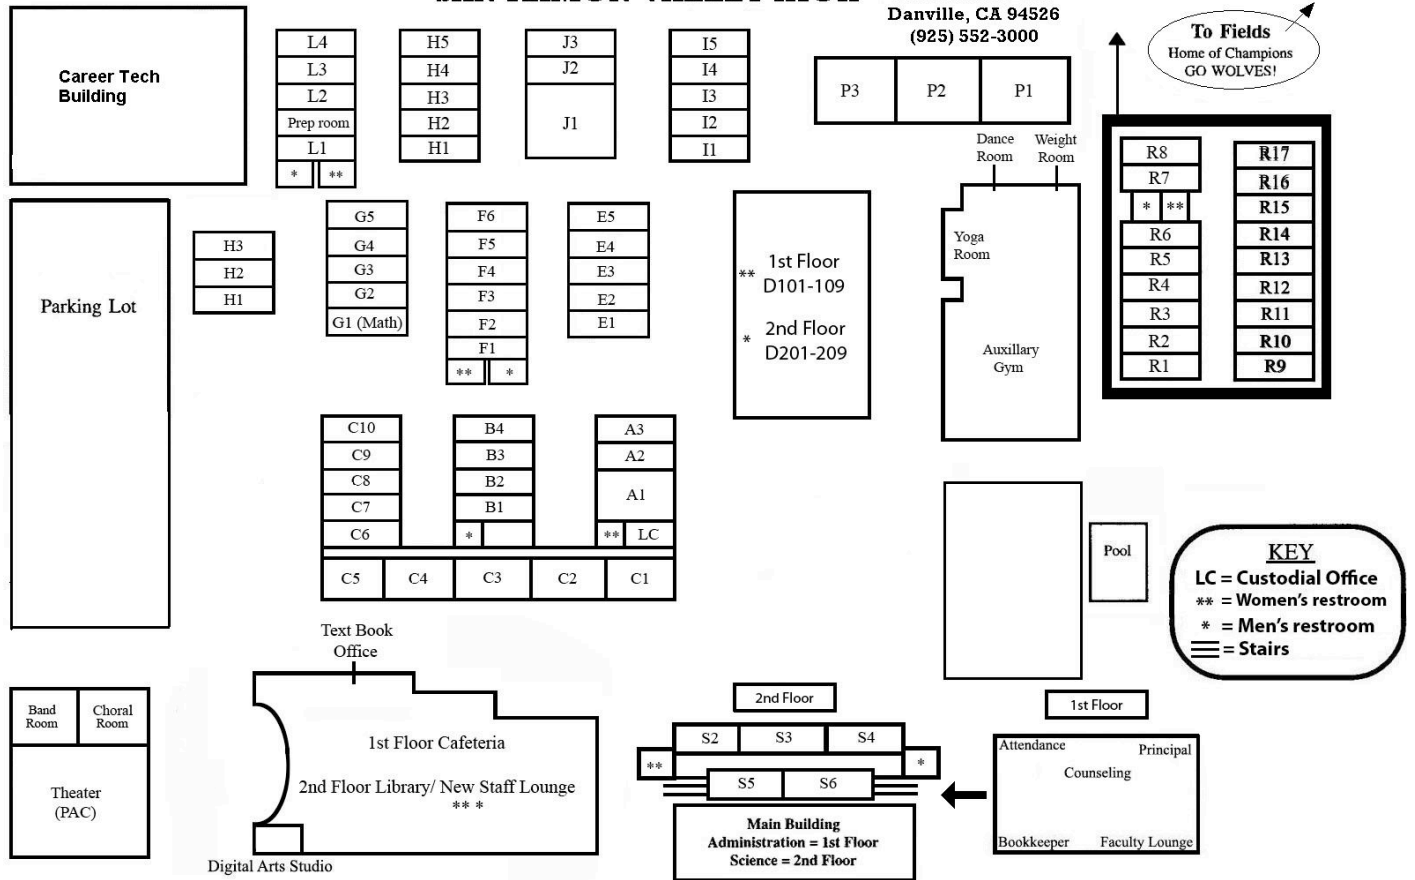 SAN RAMON VALLEY HIGH
Danville, CA 94526
(925) 552-3000
To Fields
Home of Champions
GO WOLVES!
Career Tech
Building
L4
L3
L2
Prep room
L1
* **
H5
H4
H3
H2
H1
J3
J2
J1
I5
I4
I3
I2
I1
P3 P2 P1
Dance
Room
Weight
Room
R8
R7
* **
R6
R5
R4
R3
R2
R1
R17
R16
R15
R14
R13
R12
R11
R10
R9
Parking Lot
H3
H2
H1
G5
G4
G3
G2
G1 (Math)
F6
F5
F4
F3
F2
F1
** *
E5
E4
E3
E2
E1
** 1st Floor
D101-109
* 2nd Floor
D201-209
Yoga
Room
Auxillary
Gym
C10
C9
C8
C7
C6
B4
B3
B2
B1
*
A3
A2
A1
** LC
C5 C4 C3 C2 C1
Pool
KEY
LC = Custodial Office
** = Women's restroom
* = Men's restroom
= Stairs
Text Book
Office
Band
Room
Choral
Room
Theater
(PAC)
1st Floor Cafeteria
2nd Floor Library/ New Staff Lounge
** *
Digital Arts Studio
2nd Floor
S2 S3 S4
** *
S5 S6
Main Building
Administration = 1st Floor
Science = 2nd Floor
1st Floor
Attendance
Principal
Counseling
Bookkeeper
Faculty Lounge